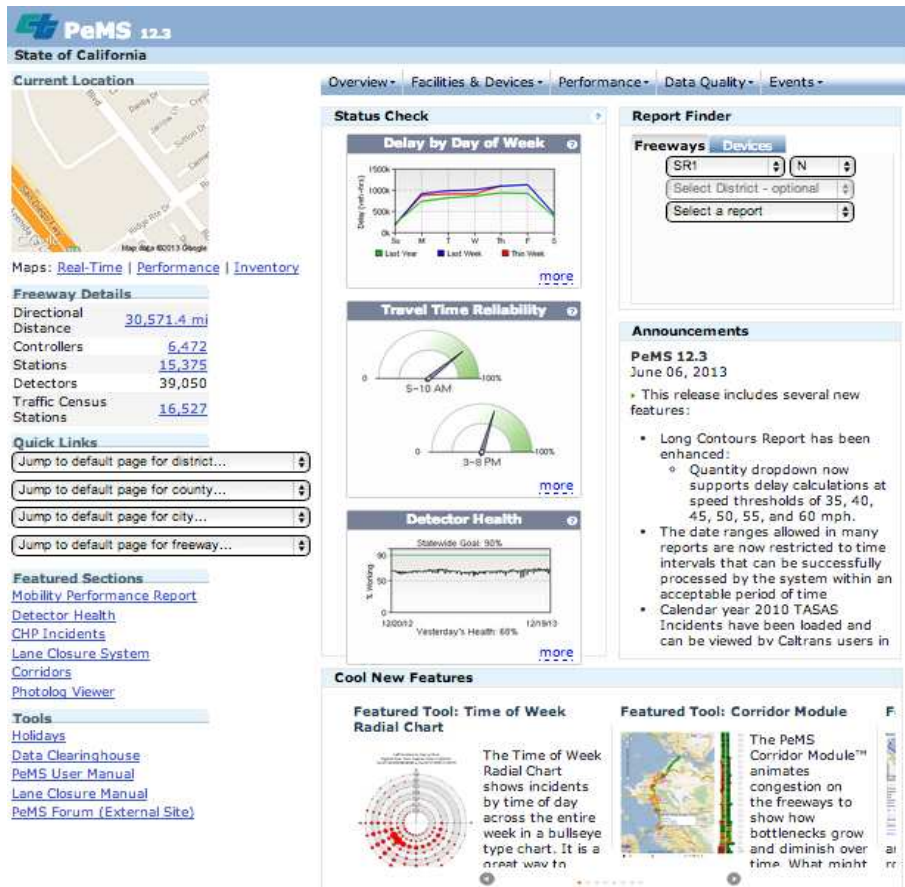 PeMS 12.3
State of California
Current Location
Map data ©2013 Google
Maps: Real-Time | Performance | Inventory
Freeway Details
Directional
Distance 30,571.4 mi
Controllers 6,472
Stations 15,375
Detectors 39,050
Traffic Census
Stations 16,527
Quick Links
Jump to default page for district...
Jump to default page for county...
Jump to default page for city...
Jump to default page for freeway...
Featured Sections
Mobility Performance Report
Detector Health
CHP Incidents
Lane Closure System
Corridors
Photolog Viewer
Tools
Holidays
Data Clearinghouse
PeMS User Manual
Lane Closure Manual
PeMS Forum (External Site)
Overview Facilities & Devices Performance Data Quality Events
Status Check
Delay by Day of Week
Delay (veh-hrs)
1500k
1000k
500k
0k
Su M T W Th F S
Last Year Last Week This Week
more
Travel Time Reliability
0 100%
5-10 AM
0 100%
3-8 PM
more
Detector Health
Statewide Goal: 90%
% Working
90
50
0
12/20/12 12/19/13
Yesterday's Health: 68%
more
Report Finder
Freeways Devices
SR1 N
Select District - optional
Select a report
Announcements
PeMS 12.3
June 06, 2013
This release includes several new
features:
• Long Contours Report has been
enhanced:
Quantity dropdown now
supports delay calculations at
speed thresholds of 35, 40,
45, 50, 55, and 60 mph.
• The date ranges allowed in many
reports are now restricted to time
intervals that can be successfully
processed by the system within an
acceptable period of time
• Calendar year 2010 TASAS
Incidents have been loaded and
can be viewed by Caltrans users in
Cool New Features
Featured Tool: Time of Week
Radial Chart
The Time of Week
Radial Chart
shows incidents
by time of day
across the entire
week in a bullseye
type chart. It is a
great way to
Featured Tool: Corridor Module
The PeMS
Corridor Module™
animates
congestion on
the freeways to
show how
bottlenecks grow
and diminish over
time. What might